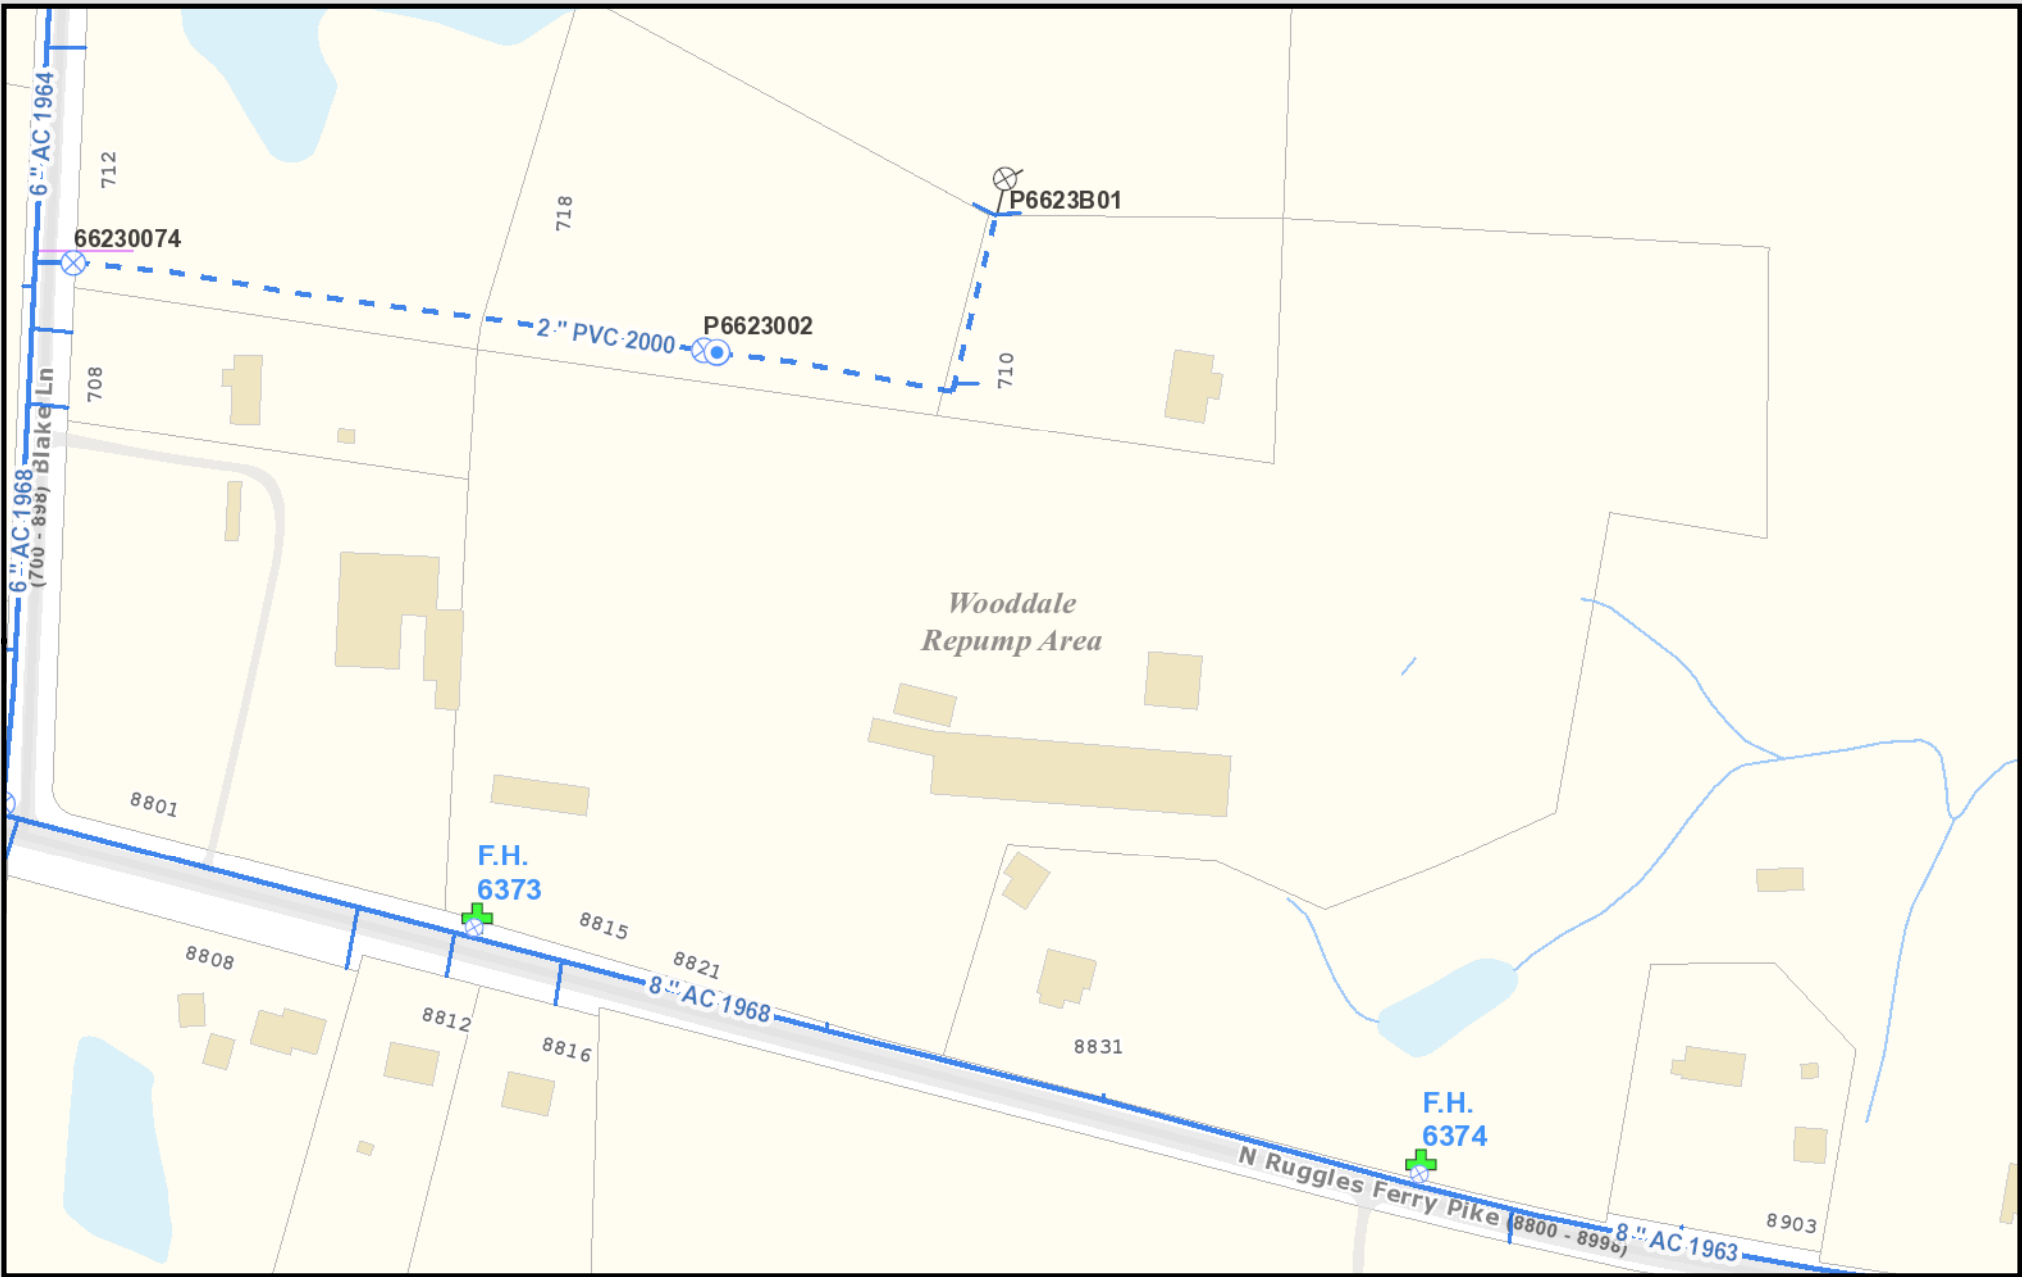 6 " AC 1964
712
718
P6623B01
66230074
P6623002
2 " PVC 2000
710
708
Blake Ln
(700 - 898)
6 " AC 1968
Wooddale
Repump Area
8801
F.H.
6373
8815
8821
8808
8 " AC 1968
8812
8816
8831
F.H.
6374
N Ruggles Ferry Pike (8800 - 8998)
8 " AC 1963
8903